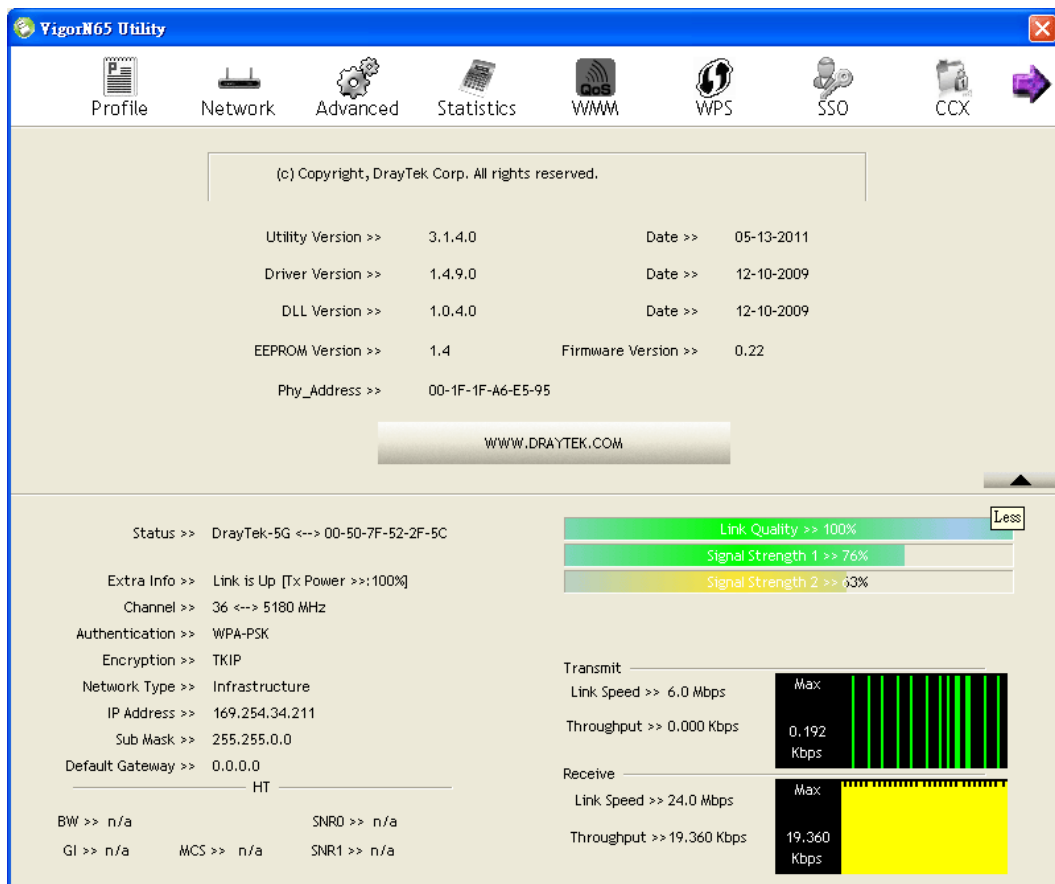 VigorN65 Utility
Profile Network Advanced Statistics QoS WMM WPS SSO CCX
(c) Copyright, DrayTek Corp. All rights reserved.
Utility Version >> 3.1.4.0 Date >> 05-13-2011
Driver Version >> 1.4.9.0 Date >> 12-10-2009
DLL Version >> 1.0.4.0 Date >> 12-10-2009
EEPROM Version >> 1.4 Firmware Version >> 0.22
Phy_Address >> 00-1F-1F-A6-E5-95
WWW.DRAYTEK.COM
Less
Status >> DrayTek-5G <--> 00-50-7F-52-2F-5C
Extra Info >> Link is Up [Tx Power >>:100%]
Channel >> 36 <--> 5180 MHz
Authentication >> WPA-PSK
Encryption >> TKIP
Network Type >> Infrastructure
IP Address >> 169.254.34.211
Sub Mask >> 255.255.0.0
Default Gateway >> 0.0.0.0
HT
BW >> n/a SNR0 >> n/a
GI >> n/a MCS >> n/a SNR1 >> n/a
Link Quality >> 100%
Signal Strength 1 >> 76%
Signal Strength 2 >> 63%
Transmit
Link Speed >> 6.0 Mbps
Throughput >> 0.000 Kbps
Max
0.192
Kbps
Receive
Link Speed >> 24.0 Mbps
Throughput >> 19.360 Kbps
Max
19.360
Kbps